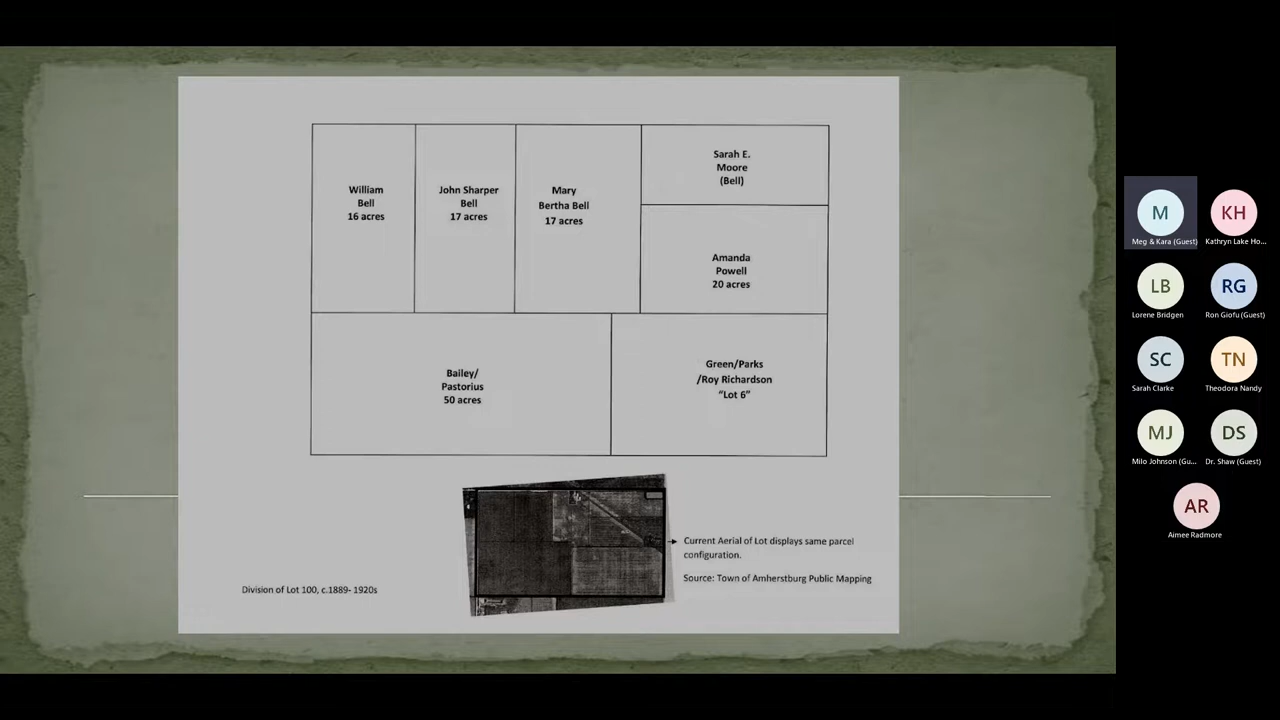 William
Bell
16 acres
John Sharper
Bell
17 acres
Mary
Bertha Bell
17 acres
Sarah E.
Moore
(Bell)
Amanda
Powell
20 acres
Bailey/
Pastorius
50 acres
Green/Parks
/Roy Richardson
“Lot 6”
Current Aerial of Lot displays same parcel
configuration.
Source: Town of Amherstburg Public Mapping
Division of Lot 100, c.1889- 1920s
M
Meg & Kara (Guest)
KH
Kathryn Lake Ho...
LB
Lorene Bridgen
RG
Ron Giofu (Guest)
SC
Sarah Clarke
TN
Theodora Nandy
MJ
Milo Johnson (Gu...
DS
Dr. Shaw (Guest)
AR
Aimee Radmore